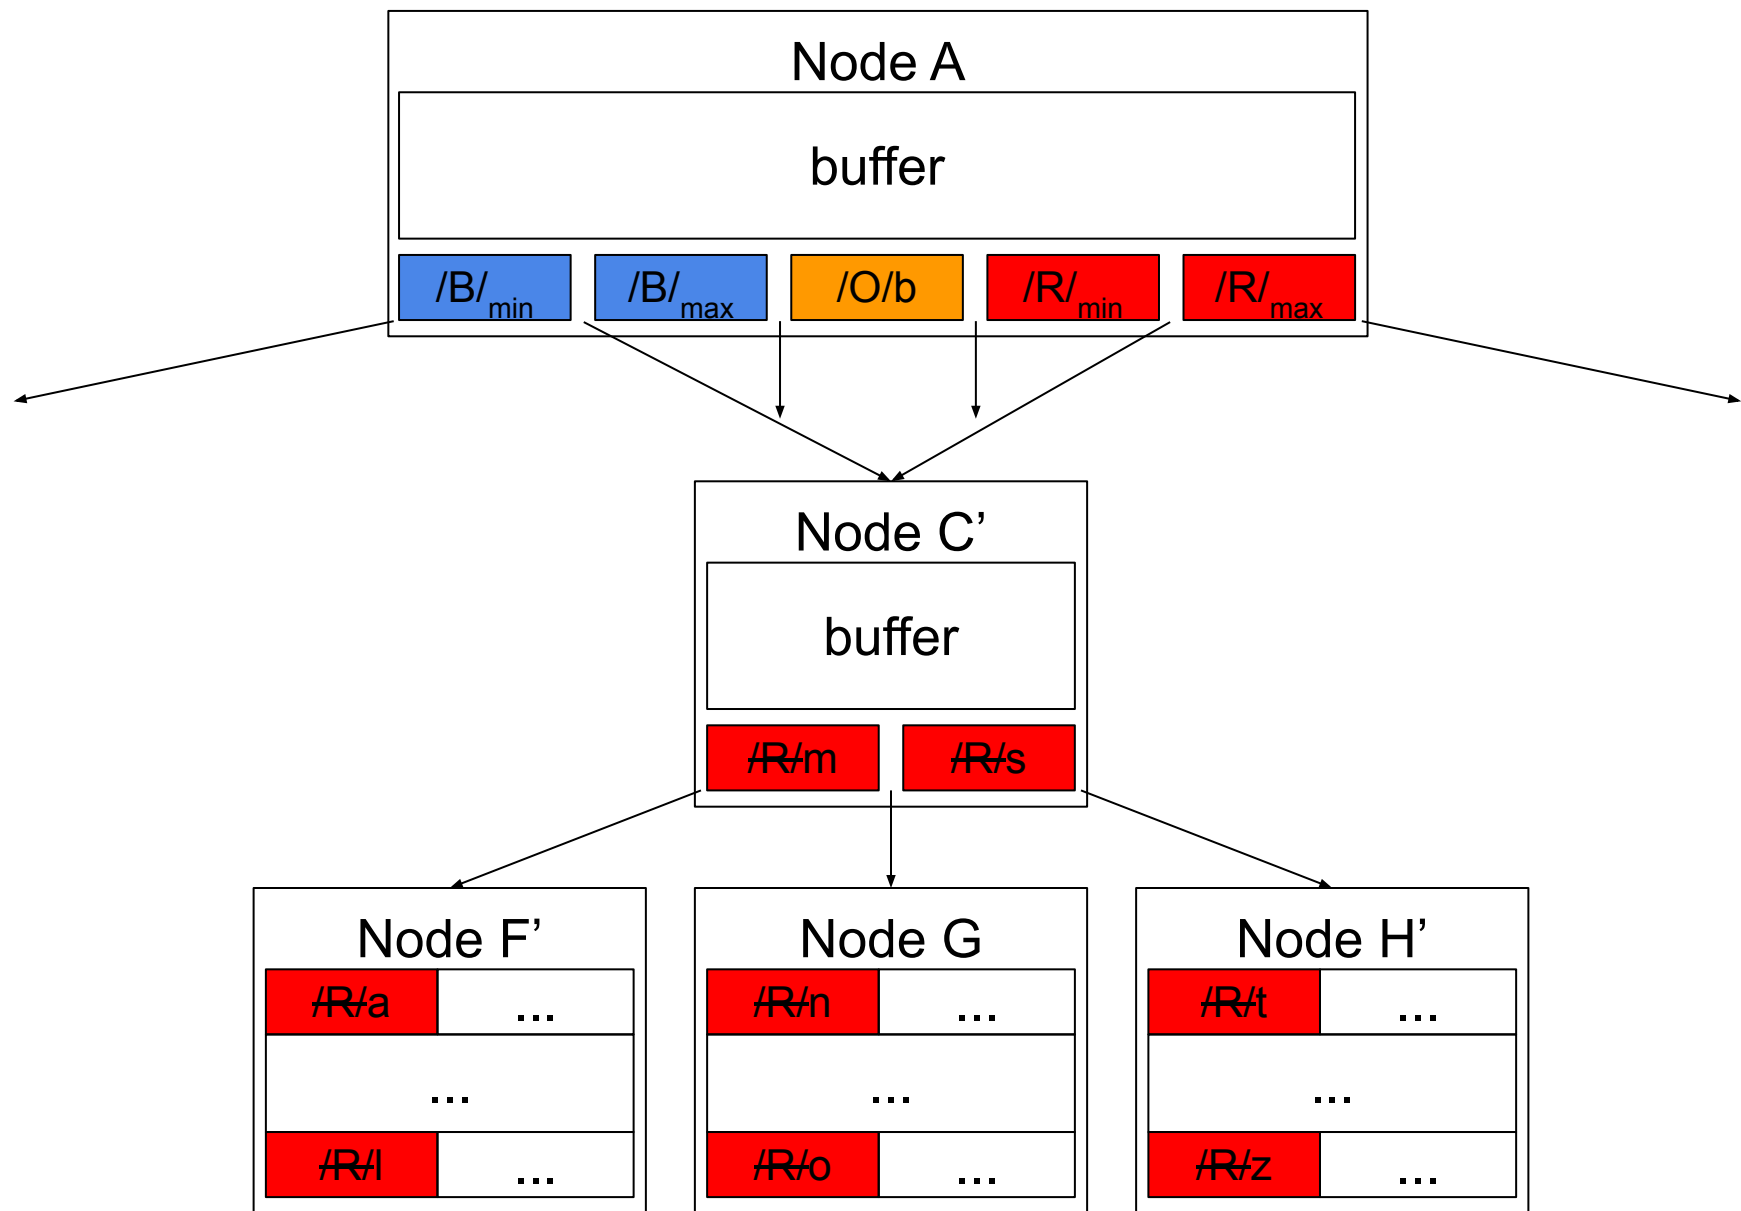 Node A
buffer
/B/min /B/max /O/b /R/min /R/max
Node C’
buffer
/R/m /R/s
Node F’ Node G Node H’
/R/a ... /R/n ... /R/t ...
... ... ...
/R/l ... /R/o ... /R/z ...